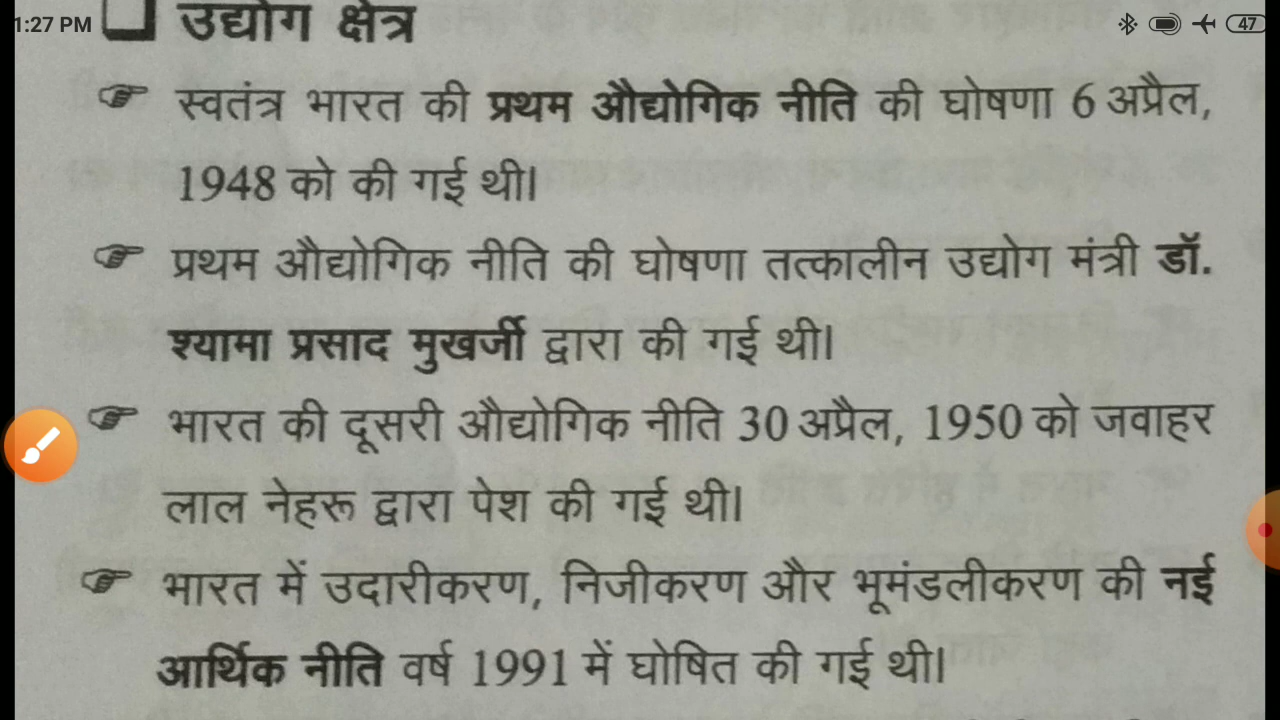 1:27 PM
47
उद्योग क्षेत्र
स्वतंत्र भारत की प्रथम औद्योगिक नीति की घोषणा 6 अप्रैल,
1948 को की गई थी।
प्रथम औद्योगिक नीति की घोषणा तत्कालीन उद्योग मंत्री डॉ.
श्यामा प्रसाद मुखर्जी द्वारा की गई थी।
भारत की दूसरी औद्योगिक नीति 30 अप्रैल, 1950 को जवाहर
लाल नेहरू द्वारा पेश की गई थी।
भारत में उदारीकरण, निजीकरण और भूमंडलीकरण की नई
आर्थिक नीति वर्ष 1991 में घोषित की गई थी।